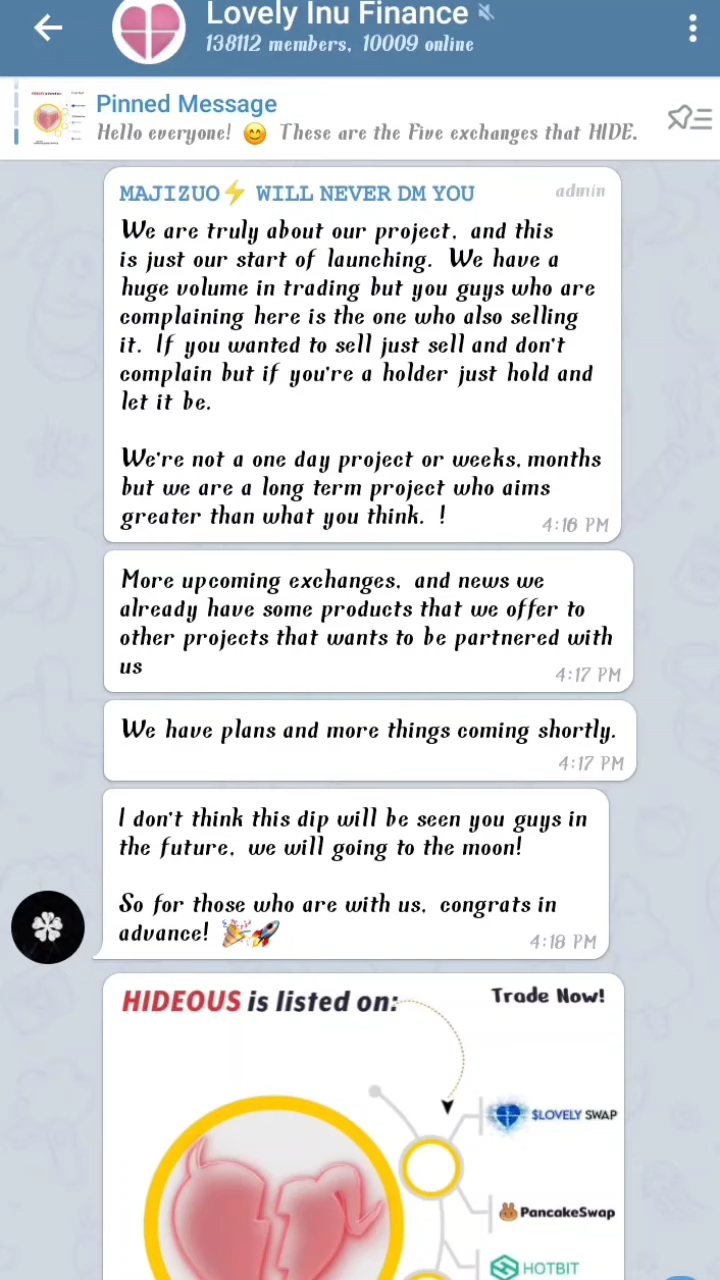 Lovely Inu Finance
138112 members, 10009 online
Pinned Message
Hello everyone! 😊 These are the Five exchanges that HIDE.
MAJIZUO⚡ WILL NEVER DM YOU
admin
We are truly about our project, and this
is just our start of launching. We have a
huge volume in trading but you guys who are
complaining here is the one who also selling
it. If you wanted to sell just sell and don't
complain but if you're a holder just hold and
let it be.
We're not a one day project or weeks, months
but we are a long term project who aims
greater than what you think. !
4:16 PM
More upcoming exchanges, and news we
already have some products that we offer to
other projects that wants to be partnered with
us
4:17 PM
We have plans and more things coming shortly.
4:17 PM
I don't think this dip will be seen you guys in
the future, we will going to the moon!
So for those who are with us, congrats in
advance! 🎉🚀
4:18 PM
HIDEOUS is listed on:
Trade Now!
$LOVELY SWAP
PancakeSwap
HOTBIT